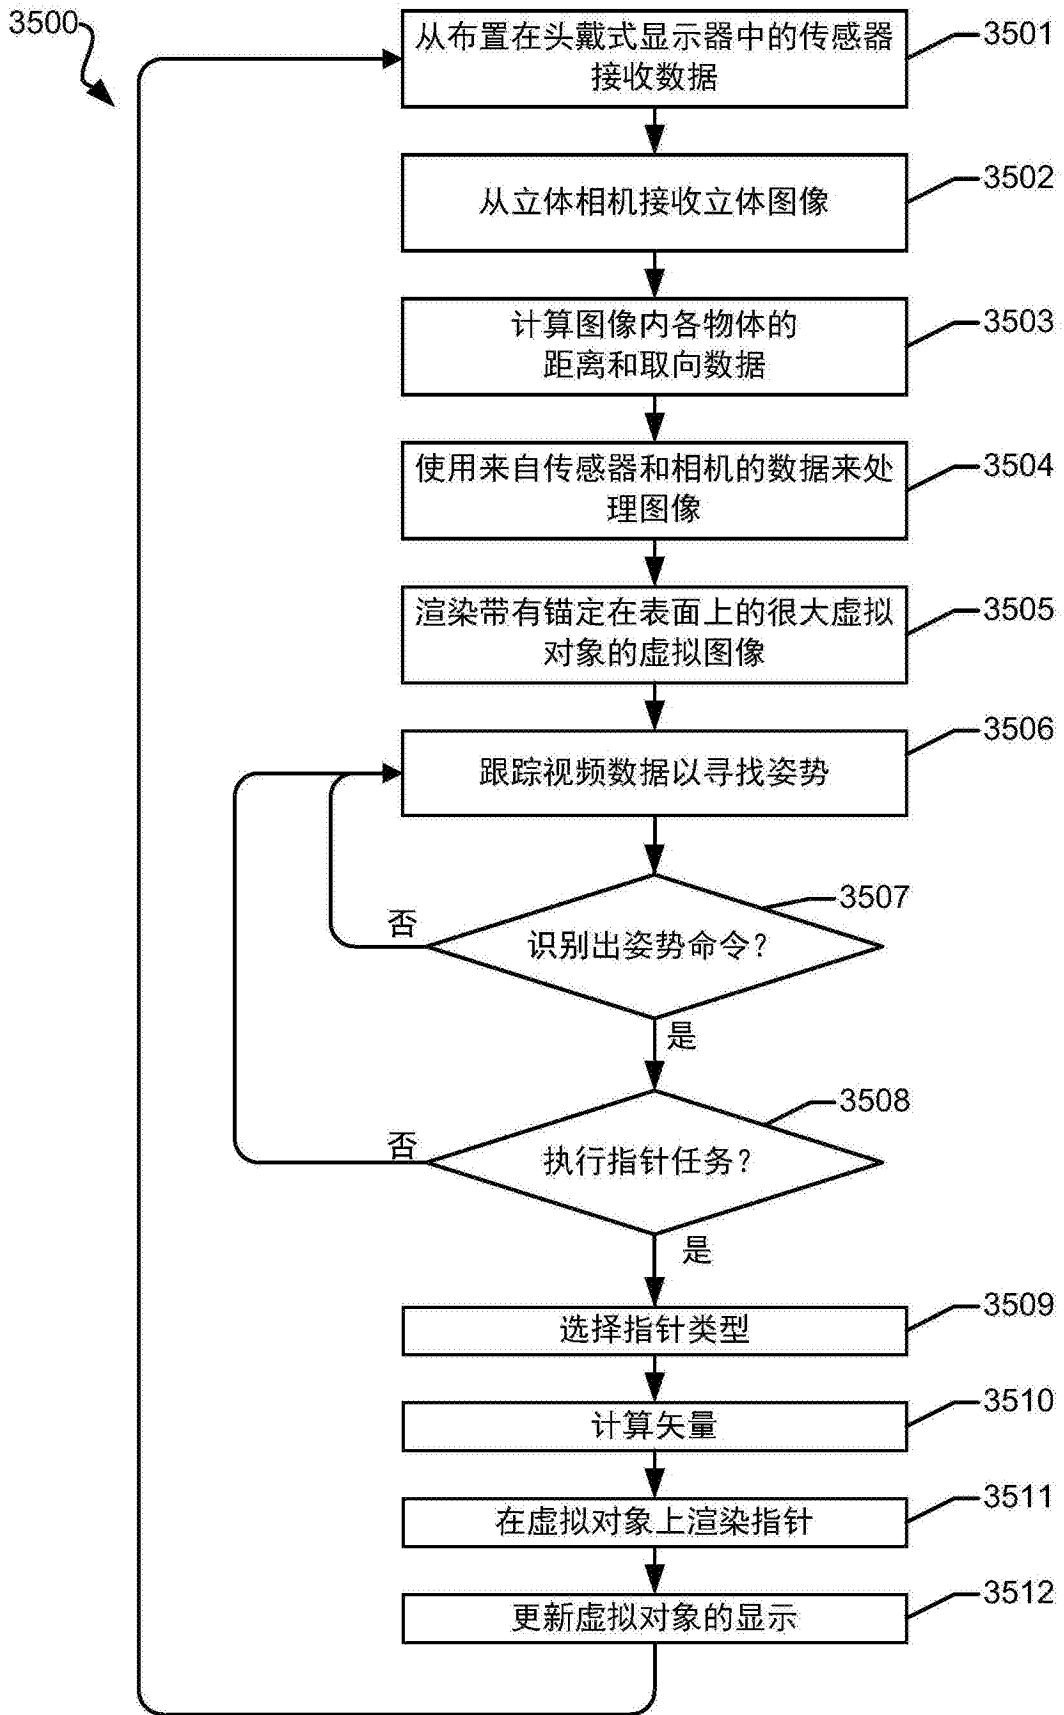 3500
从布置在头戴式显示器中的传感器
接收数据
3501
从立体相机接收立体图像
3502
计算图像内各物体的
距离和取向数据
3503
使用来自传感器和相机的数据来处
理图像
3504
渲染带有锚定在表面上的很大虚拟
对象的虚拟图像
3505
跟踪视频数据以寻找姿势
3506
识别出姿势命令?
3507
否
是
执行指针任务?
3508
否
是
选择指针类型
3509
计算矢量
3510
在虚拟对象上渲染指针
3511
更新虚拟对象的显示
3512